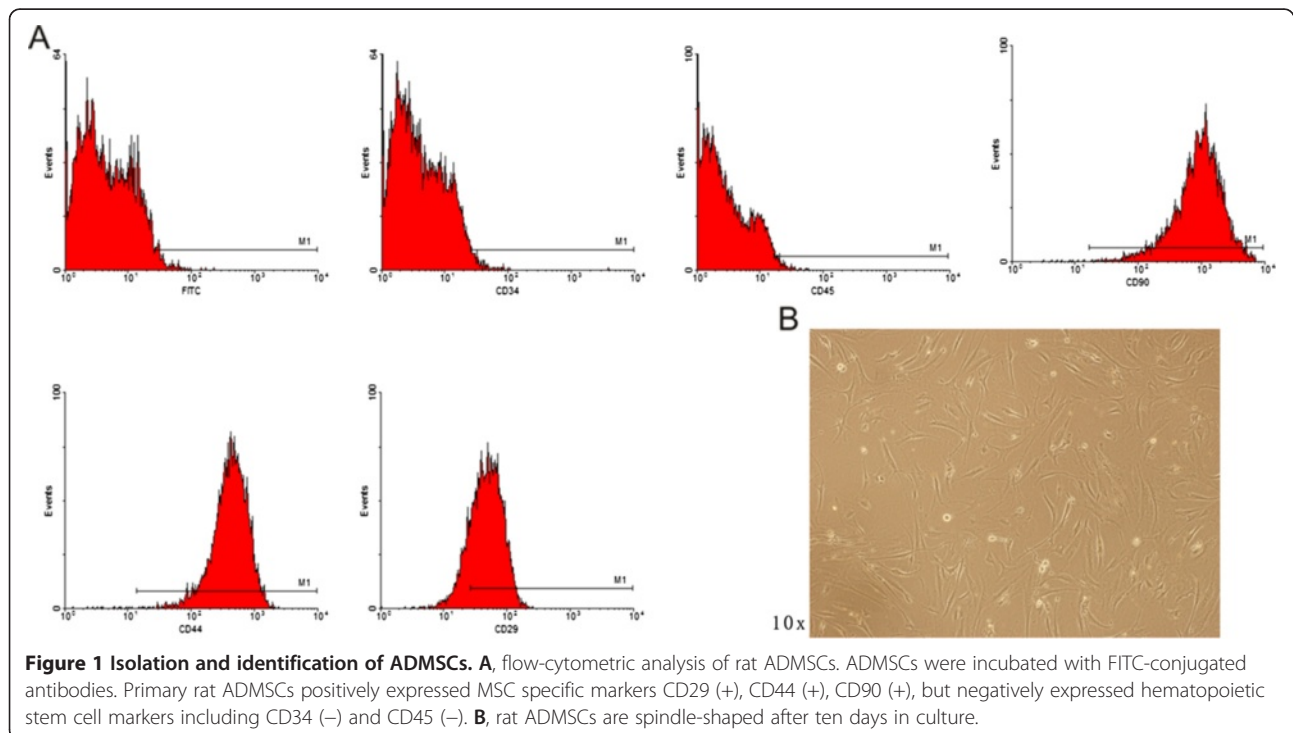 A
64
Events
0
M1
10⁰ 10¹ 10² 10³ 10⁴
FITC
64
Events
0
M1
10⁰ 10¹ 10² 10³ 10⁴
CD34
100
Events
0
M1
10⁰ 10¹ 10² 10³ 10⁴
CD45
100
Events
0
M1
10⁰ 10¹ 10² 10³ 10⁴
CD90
100
Events
0
M1
10⁰ 10¹ 10² 10³ 10⁴
CD44
100
Events
0
M1
10⁰ 10¹ 10² 10³ 10⁴
CD29
B
10x
Figure 1 Isolation and identification of ADMSCs. A, flow-cytometric analysis of rat ADMSCs. ADMSCs were incubated with FITC-conjugated
antibodies. Primary rat ADMSCs positively expressed MSC specific markers CD29 (+), CD44 (+), CD90 (+), but negatively expressed hematopoietic
stem cell markers including CD34 (−) and CD45 (−). B, rat ADMSCs are spindle-shaped after ten days in culture.